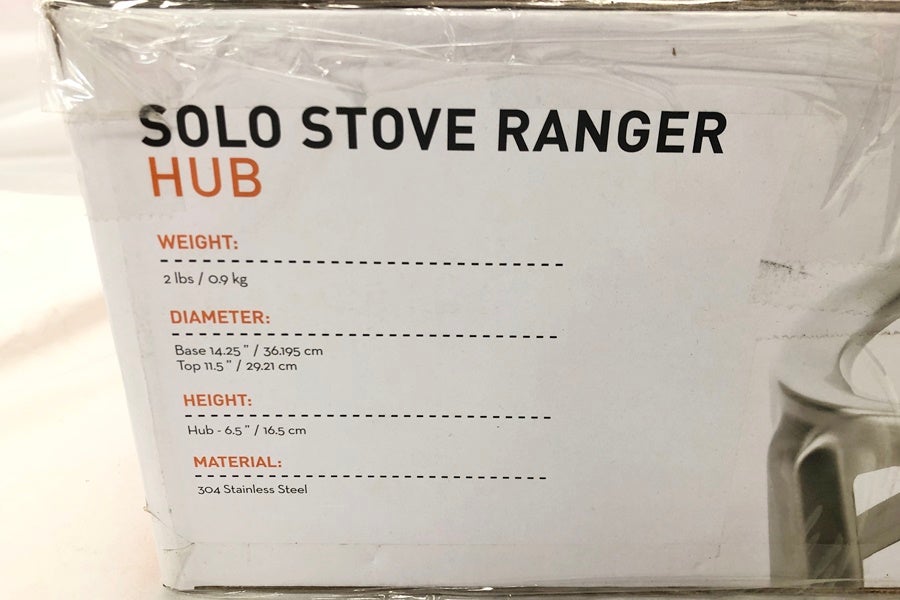 SOLO STOVE RANGER
HUB
WEIGHT:
2 lbs / 0.9 kg
DIAMETER:
Base 14.25 " / 36.195 cm
Top 11.5 " / 29.21 cm
HEIGHT:
Hub - 6.5 " / 16.5 cm
MATERIAL:
304 Stainless Steel